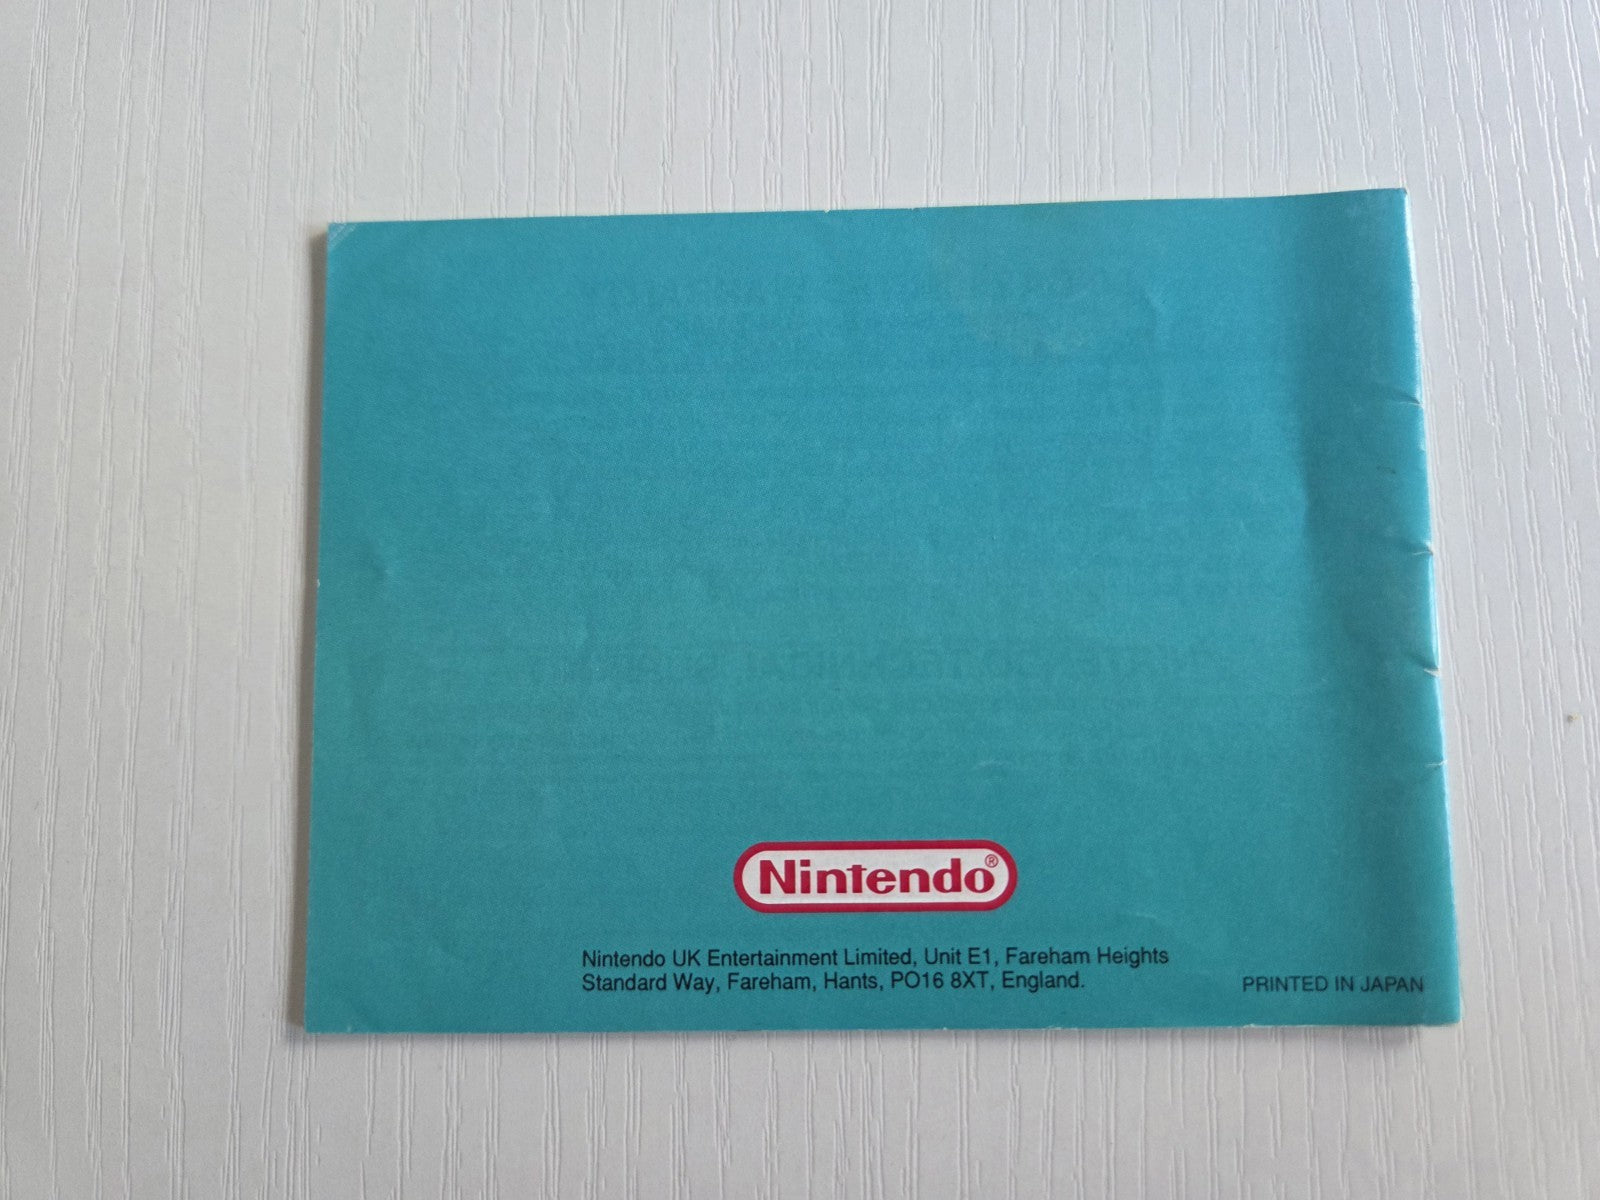 Nintendo®
Nintendo UK Entertainment Limited, Unit E1, Fareham Heights
Standard Way, Fareham, Hants, PO16 8XT, England.
PRINTED IN JAPAN